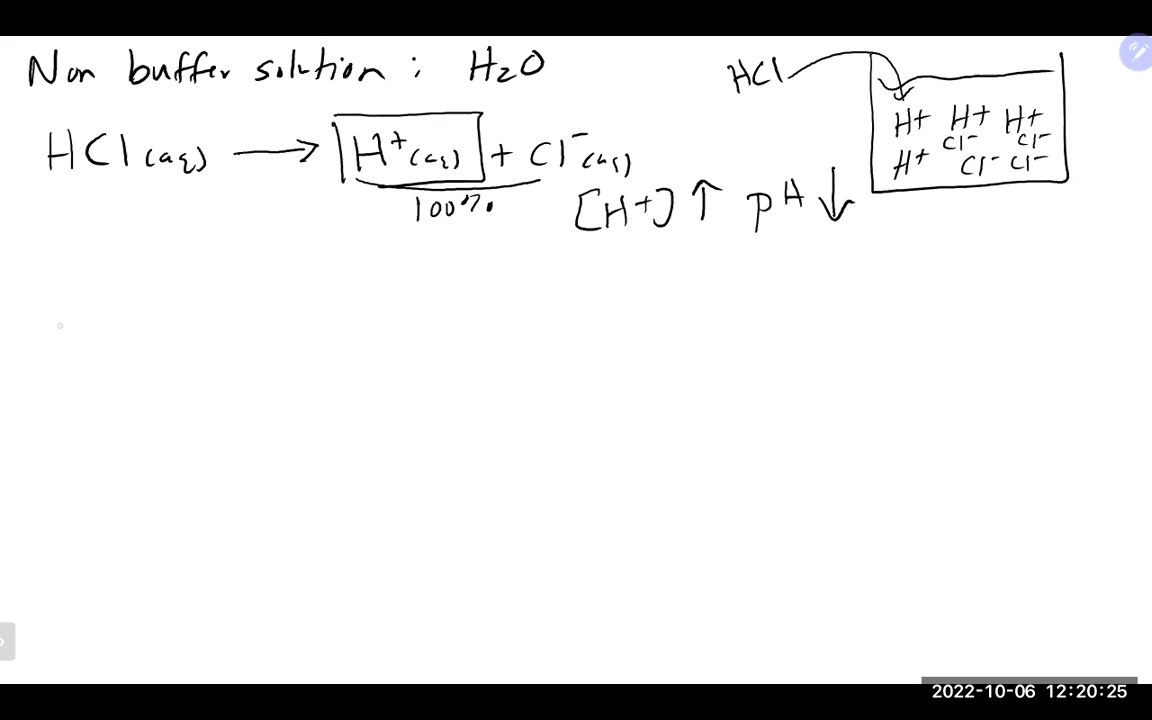 Non buffer solution : H2O
HCl
HCl (aq) → H+ (aq) + Cl- (aq)
100%
[H+] ↑ pH ↓
H+ H+ H+
Cl- Cl-
H+ Cl- Cl-
2022-10-06 12:20:25